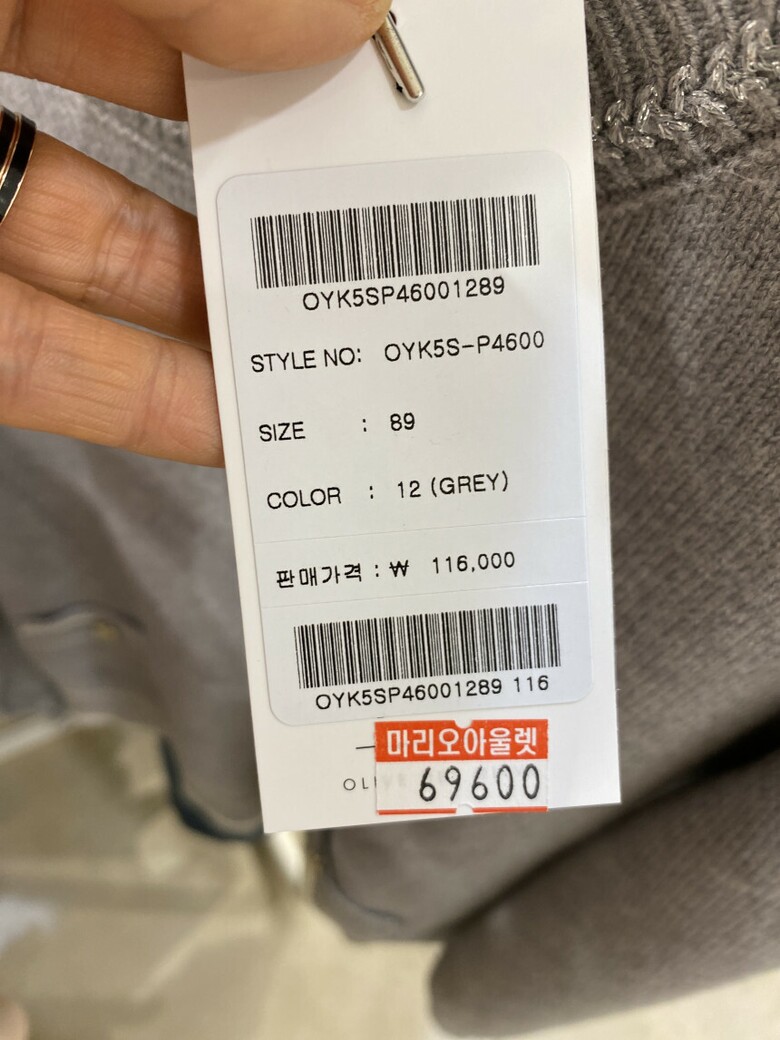 OYK5SP46001289
STYLE NO: OYK5S-P4600
SIZE : 89
COLOR : 12 (GREY)
판매가격 : ₩ 116,000
OYK5SP46001289 116
마리오아울렛
69600